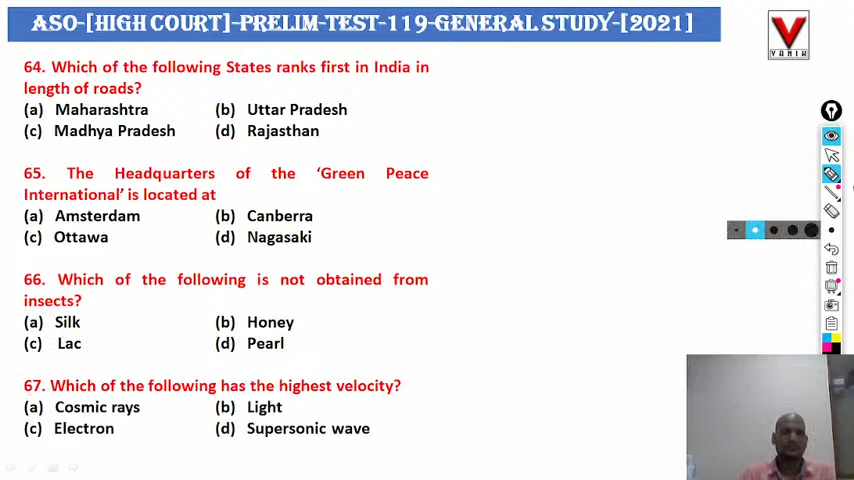 ASO-[HIGH COURT]-PRELIM-TEST-119-GENERAL STUDY-[2021]
VAMIR
64. Which of the following States ranks first in India in
length of roads?
(a) Maharashtra (b) Uttar Pradesh
(c) Madhya Pradesh (d) Rajasthan
65. The Headquarters of the ‘Green Peace
International’ is located at
(a) Amsterdam (b) Canberra
(c) Ottawa (d) Nagasaki
66. Which of the following is not obtained from
insects?
(a) Silk (b) Honey
(c) Lac (d) Pearl
67. Which of the following has the highest velocity?
(a) Cosmic rays (b) Light
(c) Electron (d) Supersonic wave